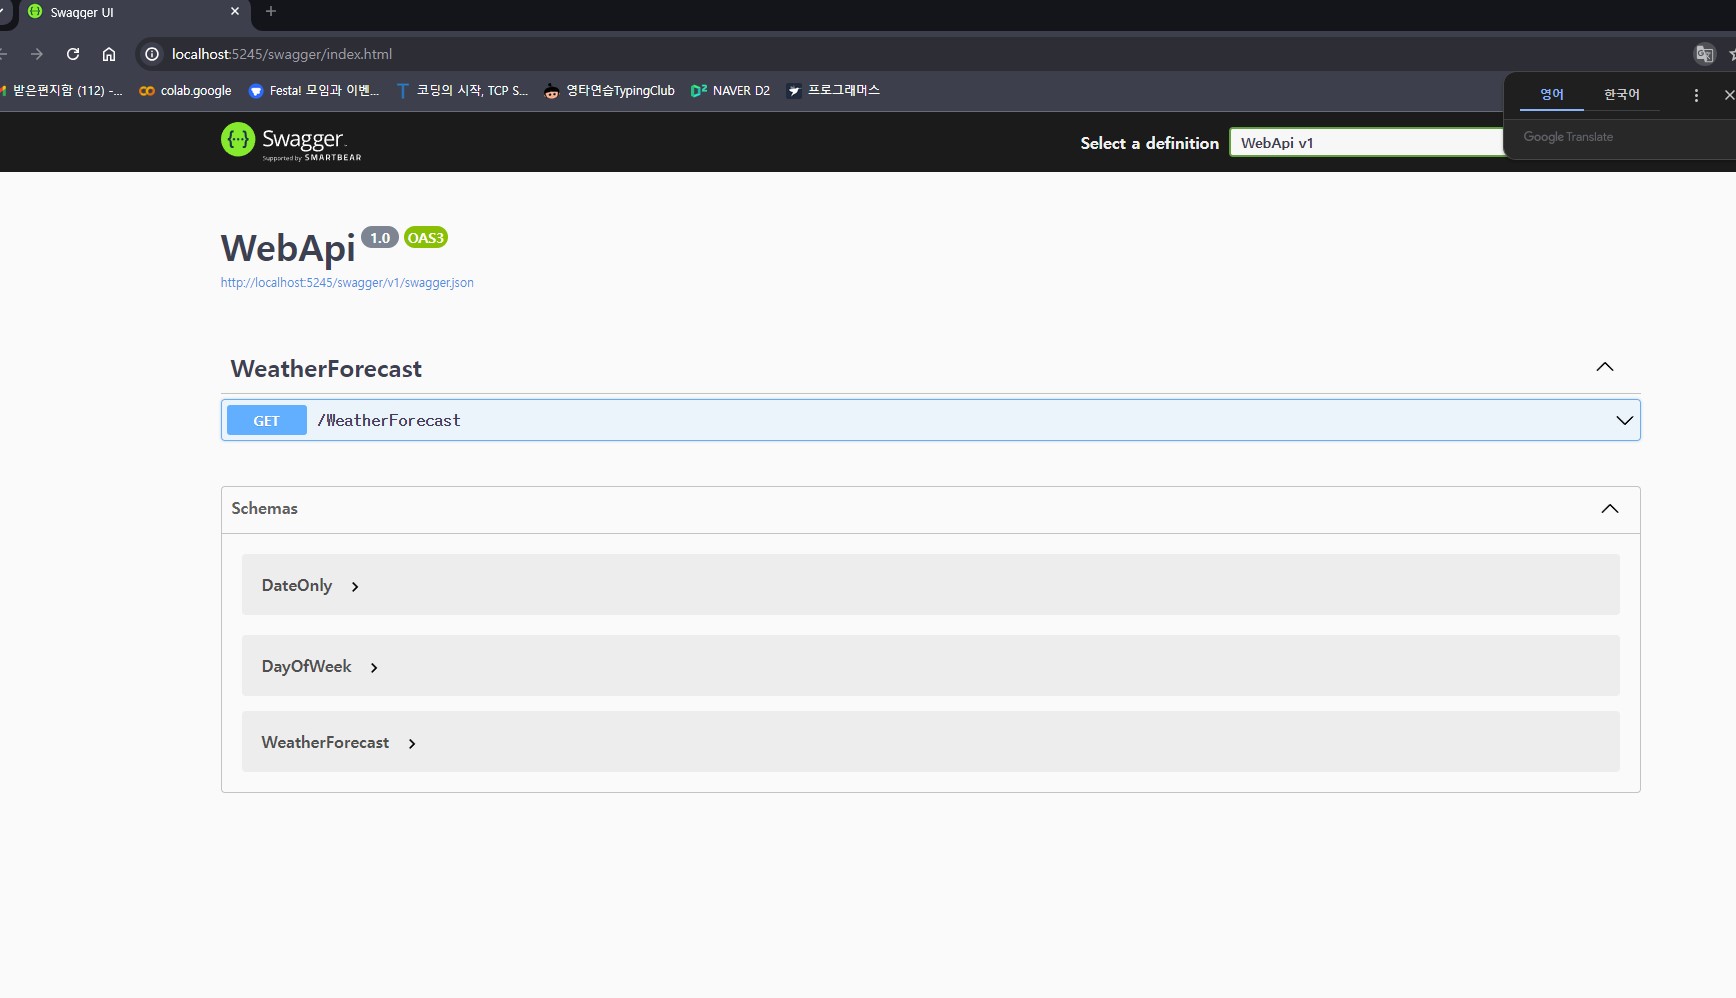 Swagger UI
localhost:5245/swagger/index.html
받은편지함 (112) -... colab.google Festa! 모임과 이벤... 코딩의 시작, TCP S... 영타연습TypingClub NAVER D2 프로그래머스
영어 한국어
Google Translate
Swagger
Supported by SMARTBEAR
Select a definition WebApi v1
WebApi 1.0 OAS3
http://localhost:5245/swagger/v1/swagger.json
WeatherForecast
GET /WeatherForecast
Schemas
DateOnly
DayOfWeek
WeatherForecast